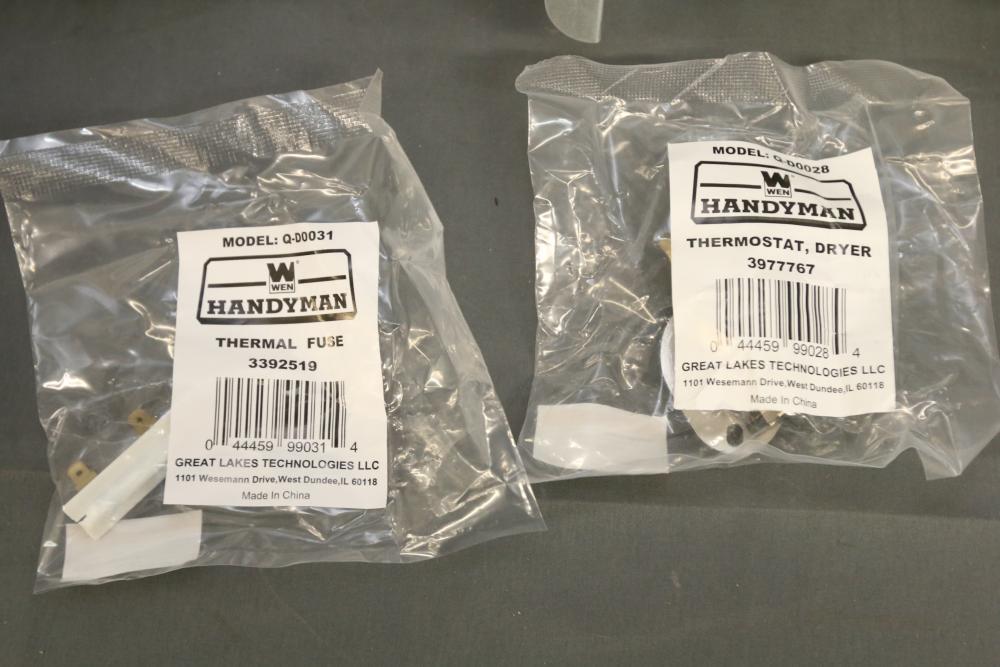 MODEL: Q-D0031
W
WEN
HANDYMAN
THERMAL FUSE
3392519
0 44459 99031 4
GREAT LAKES TECHNOLOGIES LLC
1101 Wesemann Drive,West Dundee,IL 60118
Made In China
MODEL: Q-D0028
W
WEN
HANDYMAN
THERMOSTAT, DRYER
3977767
0 44459 99028 4
GREAT LAKES TECHNOLOGIES LLC
1101 Wesemann Drive,West Dundee,IL 60118
Made In China